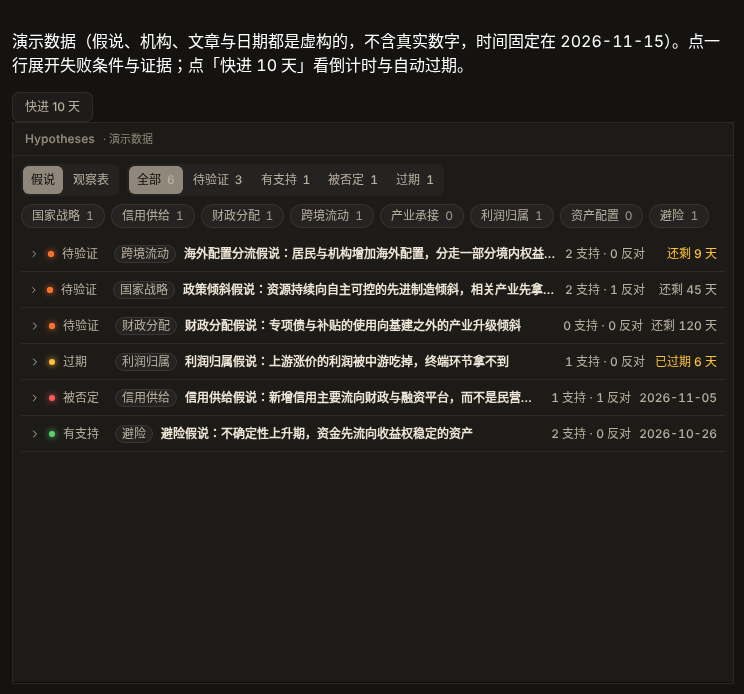 演示数据（假说、机构、文章与日期都是虚构的，不含真实数字，时间固定在 2026-11-15）。点一
行展开失败条件与证据；点「快进 10 天」看倒计时与自动过期。
快进 10 天
Hypotheses · 演示数据
假说 观察表 全部 6 待验证 3 有支持 1 被否定 1 过期 1
国家战略 1 信用供给 1 财政分配 1 跨境流动 1 产业承接 0 利润归属 1 资产配置 0 避险 1
待验证 跨境流动 海外配置分流假说：居民与机构增加海外配置，分走一部分境内权益... 2 支持 · 0 反对 还剩 9 天
待验证 国家战略 政策倾斜假说：资源持续向自主可控的先进制造倾斜，相关产业先拿... 2 支持 · 1 反对 还剩 45 天
待验证 财政分配 财政分配假说：专项债与补贴的使用向基建之外的产业升级倾斜 0 支持 · 0 反对 还剩 120 天
过期 利润归属 利润归属假说：上游涨价的利润被中游吃掉，终端环节拿不到 1 支持 · 0 反对 已过期 6 天
被否定 信用供给 信用供给假说：新增信用主要流向财政与融资平台，而不是民营... 1 支持 · 1 反对 2026-11-05
有支持 避险 避险假说：不确定性上升期，资金先流向收益权稳定的资产 2 支持 · 0 反对 2026-10-26